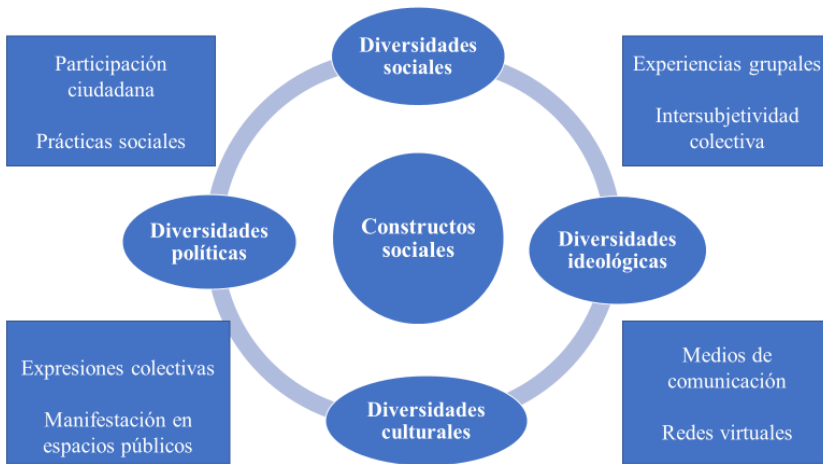 Diversidades
sociales
Participación
ciudadana
Prácticas sociales
Experiencias grupales
Intersubjetividad
colectiva
Diversidades
políticas
Constructos
sociales
Diversidades
ideológicas
Expresiones colectivas
Manifestación en
espacios públicos
Diversidades
culturales
Medios de
comunicación
Redes virtuales